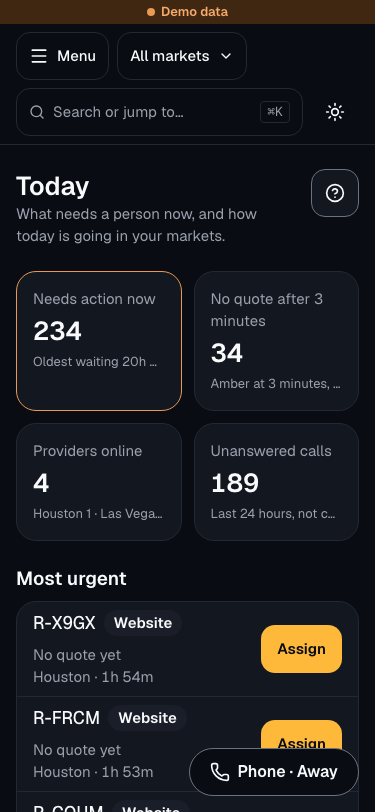 Demo data
Menu
All markets
Search or jump to...
⌘K
Today
What needs a person now, and how
today is going in your markets.
Needs action now
234
Oldest waiting 20h ...
No quote after 3
minutes
34
Amber at 3 minutes, ...
Providers online
4
Houston 1 · Las Vega...
Unanswered calls
189
Last 24 hours, not c...
Most urgent
R-X9GX Website
No quote yet
Houston · 1h 54m
Assign
R-FRCM Website
No quote yet
Houston · 1h 53m
Assign
Phone · Away
Website